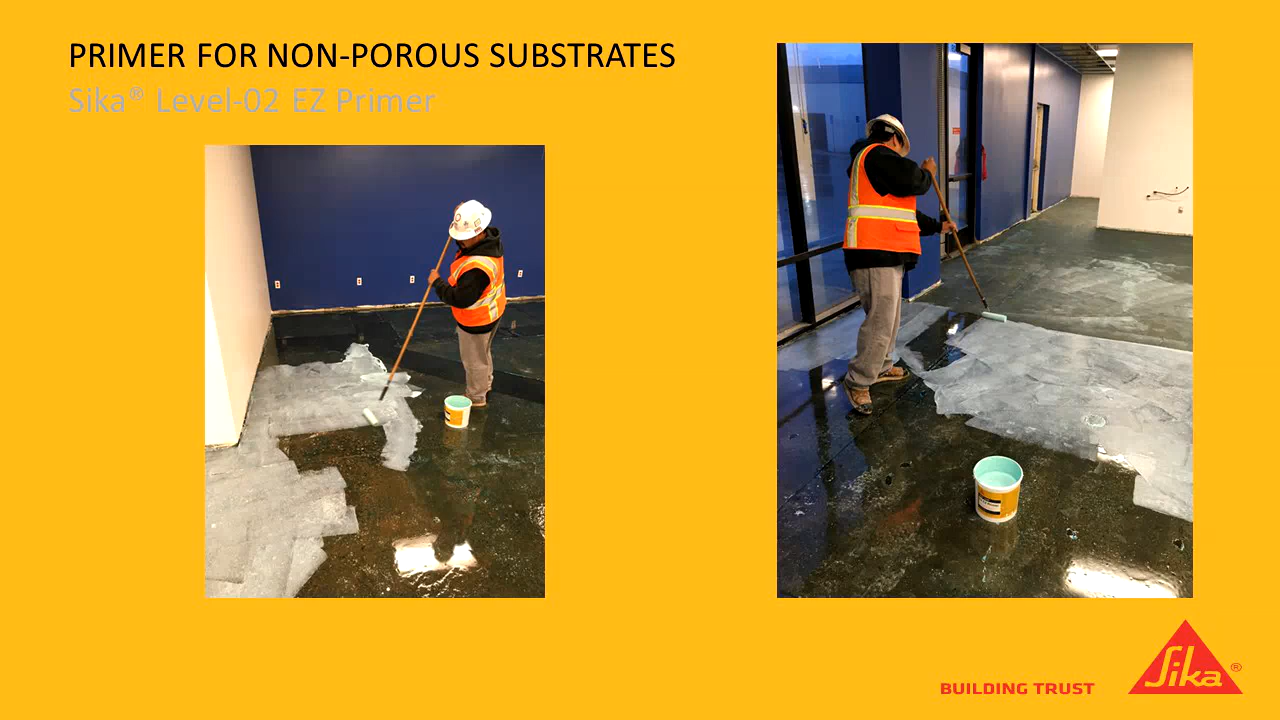 PRIMER FOR NON-POROUS SUBSTRATES
Sika® Level-02 EZ Primer
BUILDING TRUST
Sika®